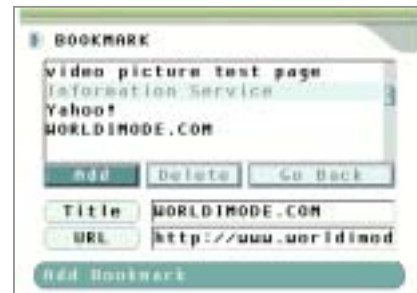 BOOKMARK
video picture test page
Information Service
Yahoo!
WORLDIMODE.COM
Add Delete Go Back
Title WORLDIMODE.COM
URL http://www.worldimod
Add Bookmark